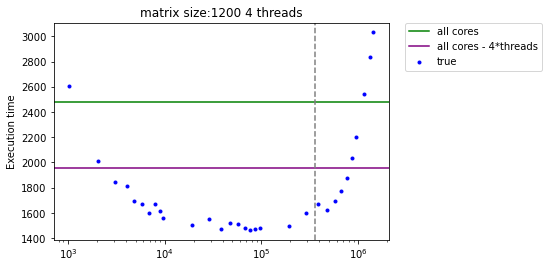 matrix size:1200 4 threads
all cores
all cores - 4*threads
true
Execution time
3000
2800
2600
2400
2200
2000
1800
1600
1400
10³
10⁴
10⁵
10⁶